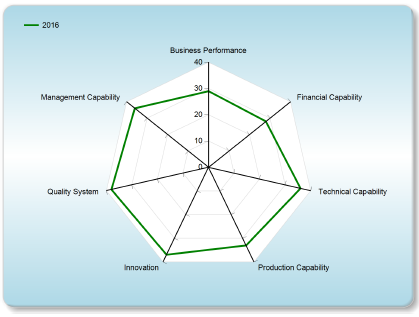 2016
Business Performance
40
Management Capability
Financial Capability
30
20
10
0
Quality System
Technical Capability
Innovation
Production Capability